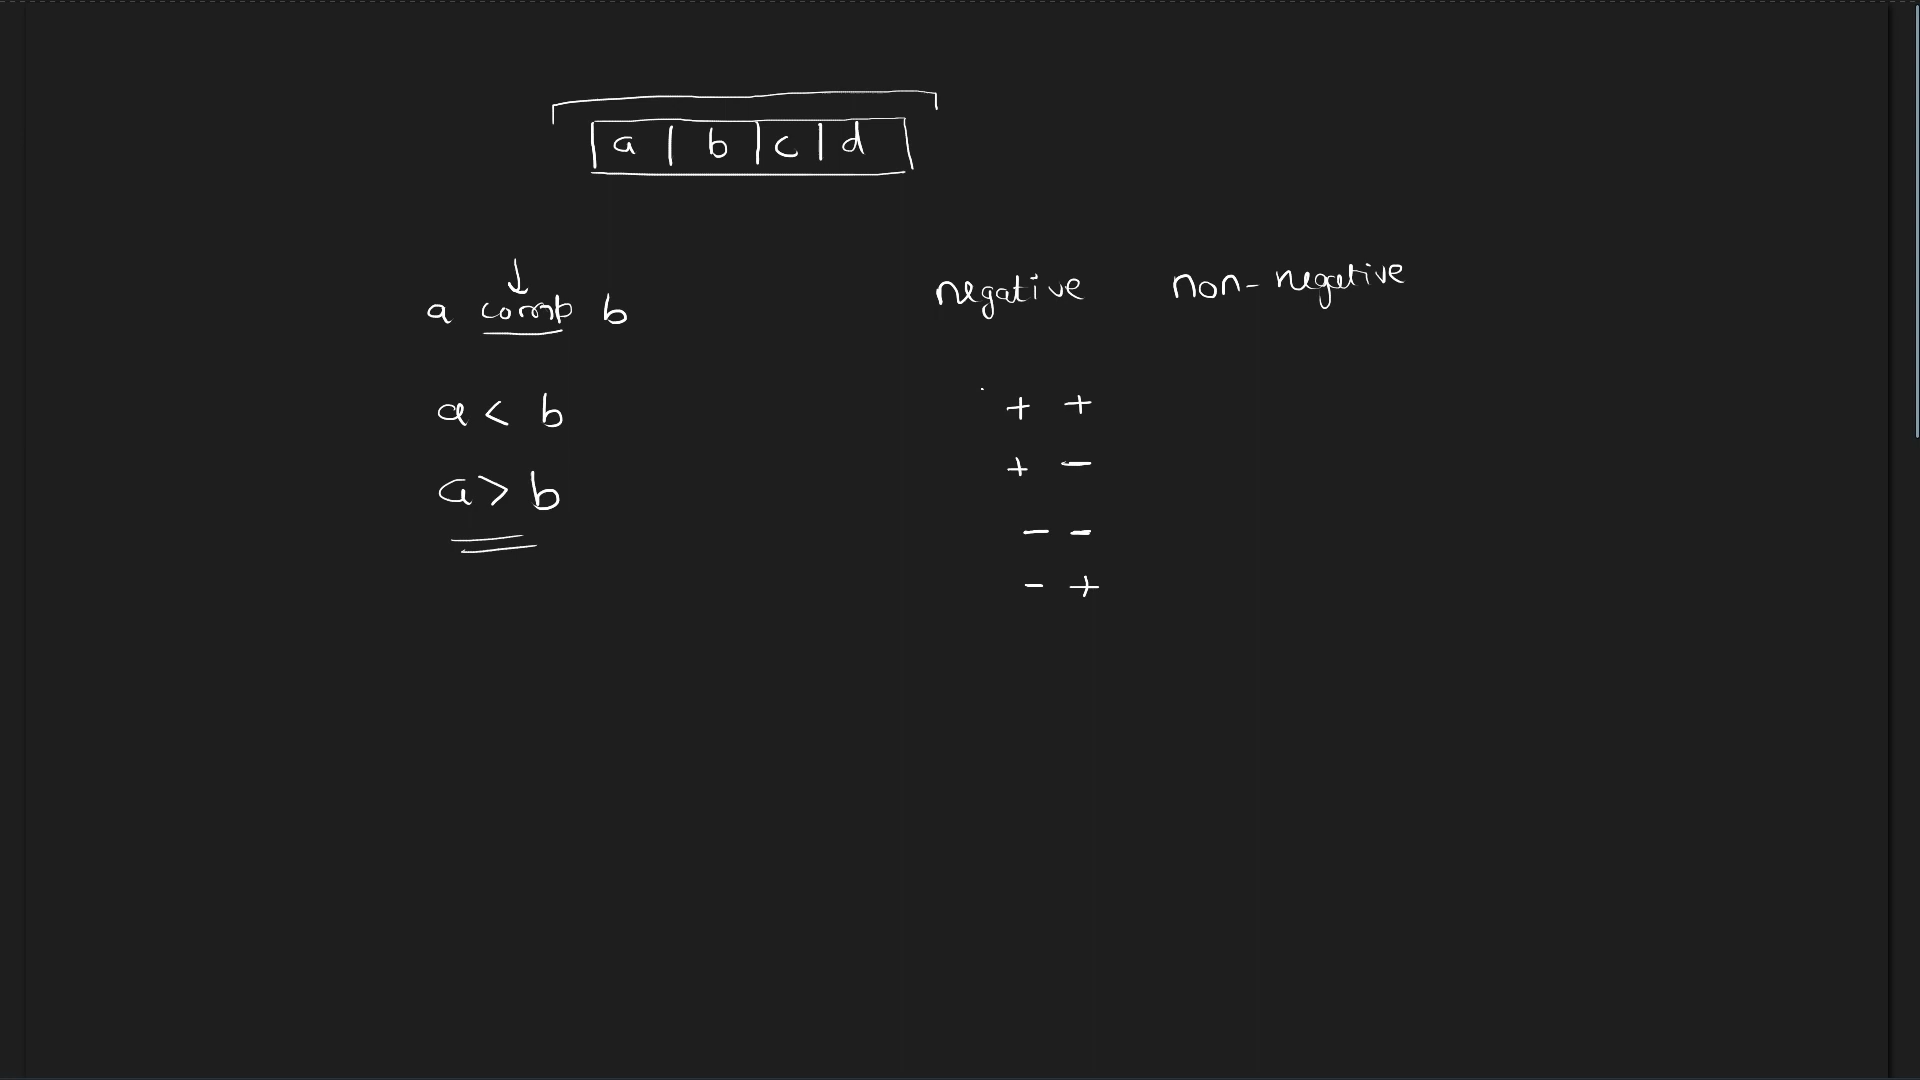 a | b | c | d
a comp b
negative non-negative
a < b
a > b
+ +
+ -
- -
- +